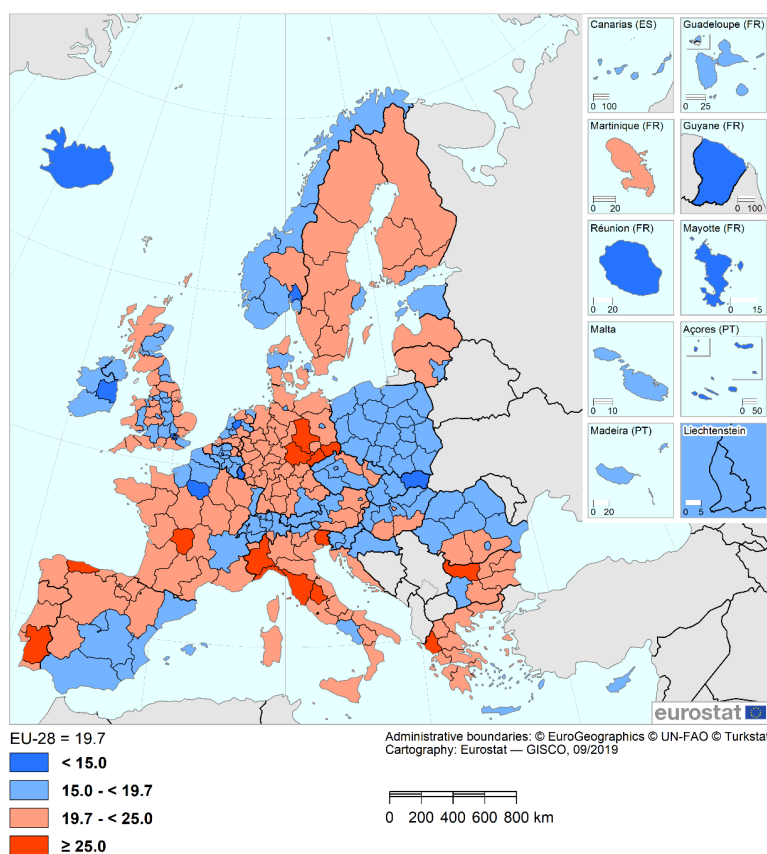 Canarias (ES)
0 100
Guadeloupe (FR)
0 25
Martinique (FR)
0 20
Guyane (FR)
0 100
Réunion (FR)
0 20
Mayotte (FR)
0 15
Malta
0 10
Açores (PT)
0 50
Madeira (PT)
0 20
Liechtenstein
0 5
eurostat
EU-28 = 19.7
< 15.0
15.0 - < 19.7
19.7 - < 25.0
≥ 25.0
Administrative boundaries: © EuroGeographics © UN-FAO © Turkstat
Cartography: Eurostat — GISCO, 09/2019
0 200 400 600 800 km